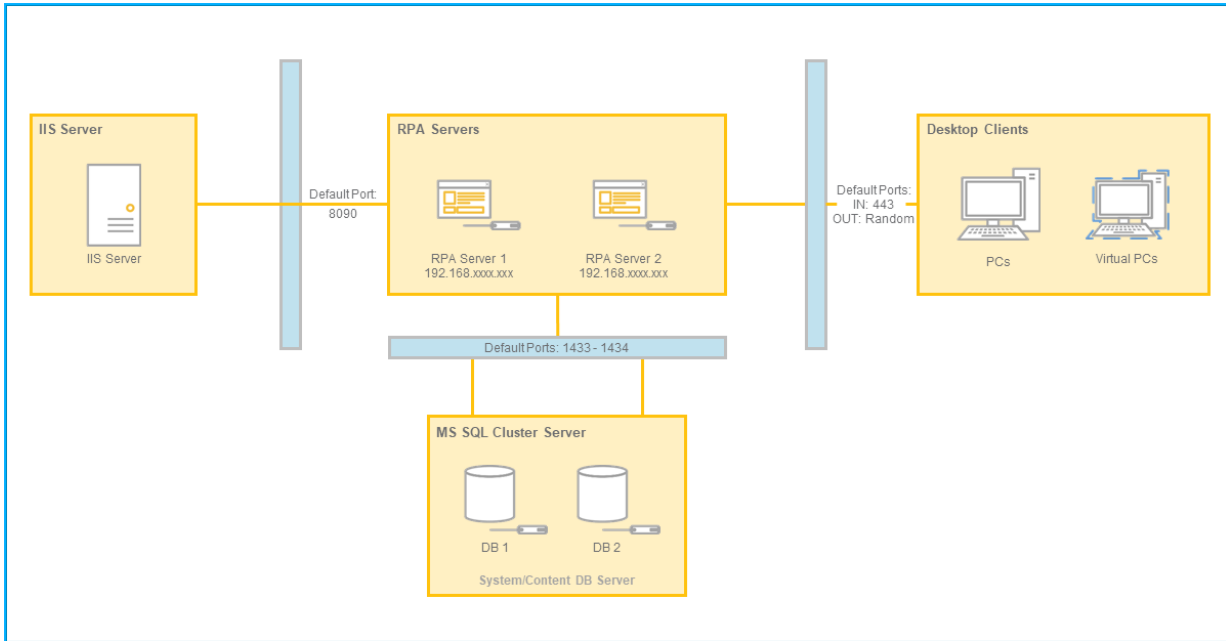 IIS Server
IIS Server
Default Port:
8090
RPA Servers
RPA Server 1
192.168.xxxx.xxx
RPA Server 2
192.168.xxxx.xxx
Default Ports:
IN: 443
OUT: Random
Desktop Clients
PCs
Virtual PCs
Default Ports: 1433 - 1434
MS SQL Cluster Server
DB 1
DB 2
System/Content DB Server